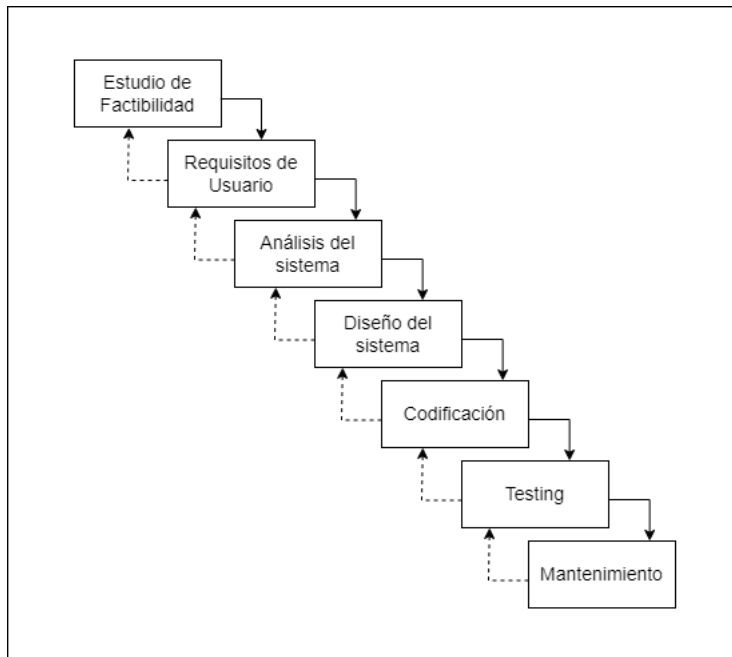 Estudio de
Factibilidad
Requisitos de
Usuario
Análisis del
sistema
Diseño del
sistema
Codificación
Testing
Mantenimiento